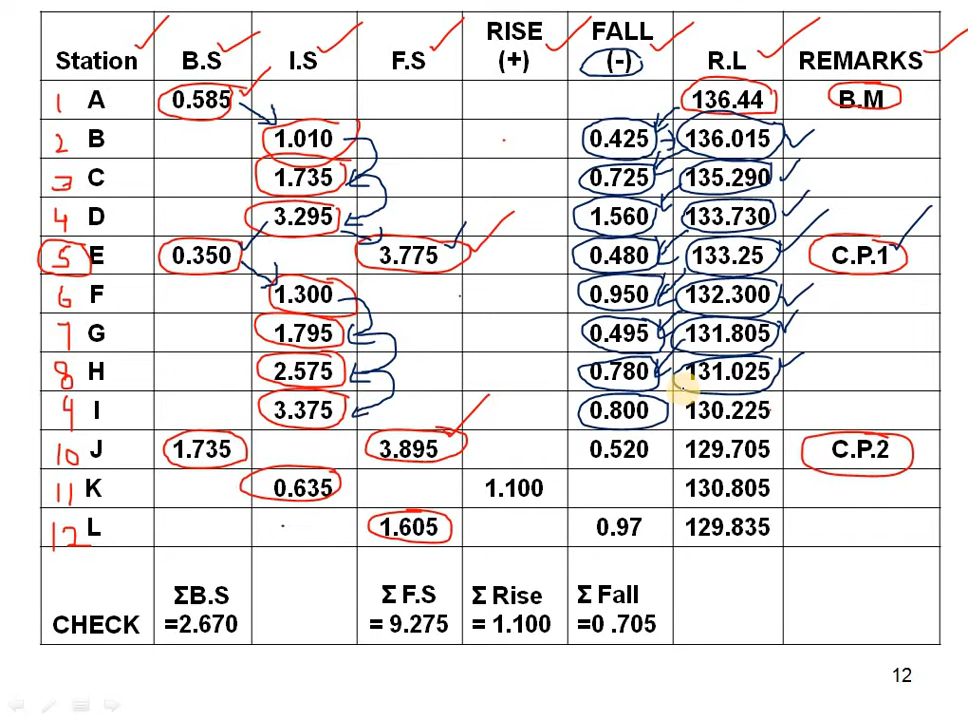 Station B.S I.S F.S RISE (+) FALL (-) R.L REMARKS
1 A 0.585 136.44 B.M
2 B 1.010 0.425 136.015
3 C 1.735 0.725 135.290
4 D 3.295 1.560 133.730
5 E 0.350 3.775 0.480 133.25 C.P.1
6 F 1.300 0.950 132.300
7 G 1.795 0.495 131.805
8 H 2.575 0.780 131.025
9 I 3.375 0.800 130.225
10 J 1.735 3.895 0.520 129.705 C.P.2
11 K 0.635 1.100 130.805
12 L 1.605 0.97 129.835
ΣB.S Σ F.S Σ Rise Σ Fall
CHECK =2.670 = 9.275 = 1.100 =0 .705
12